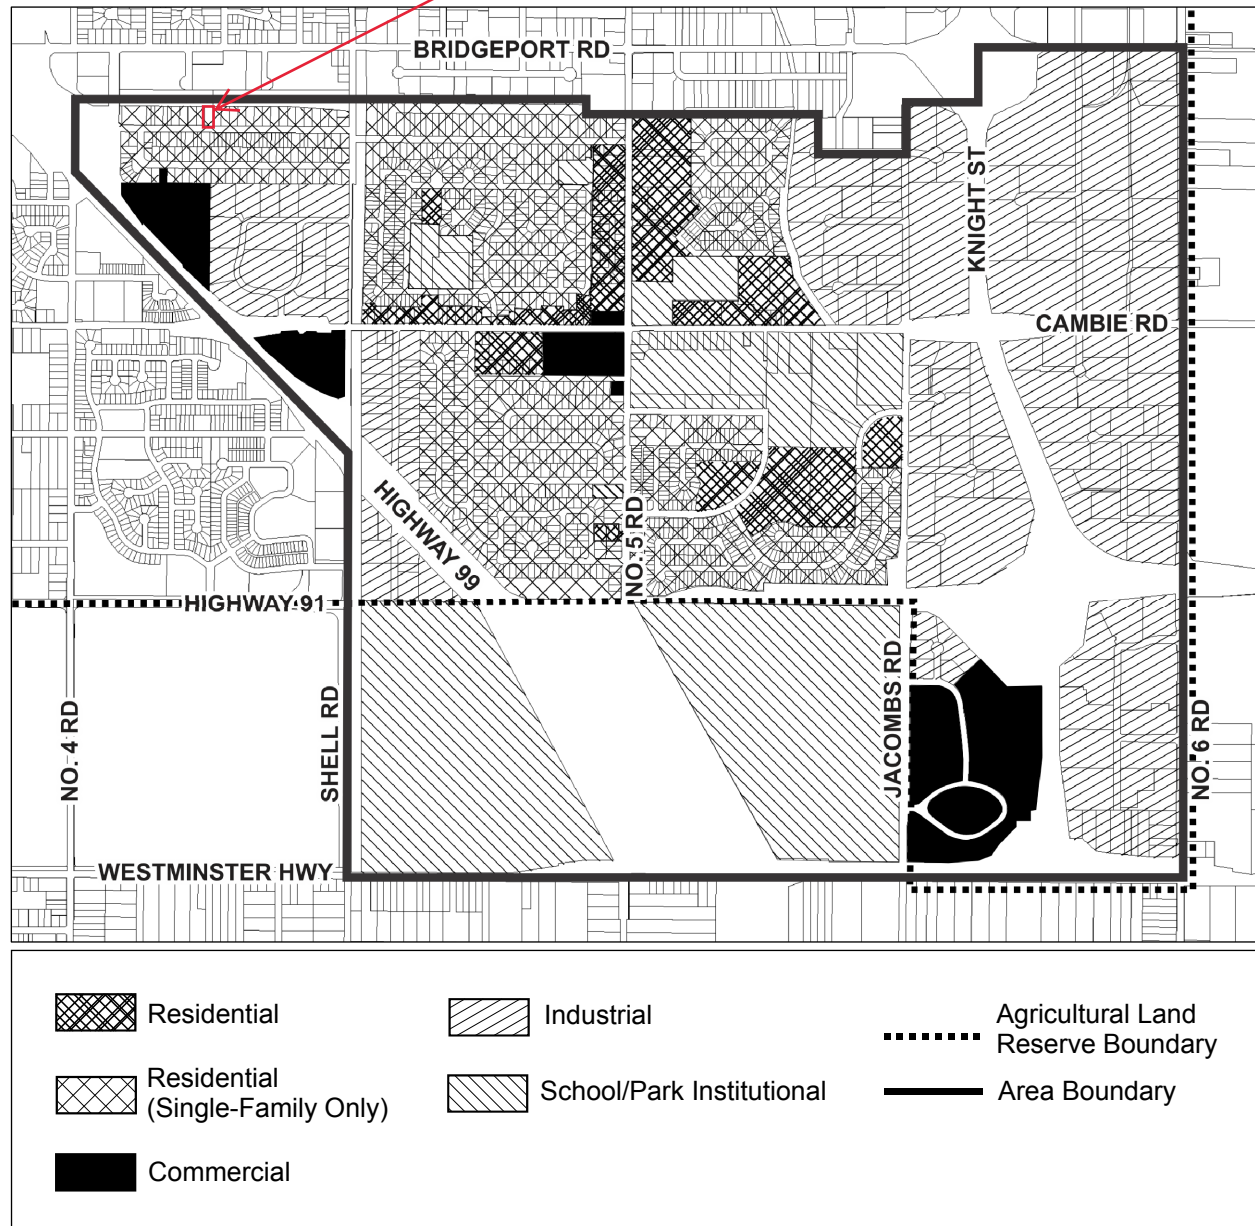 BRIDGEPORT RD
KNIGHT ST
CAMBIE RD
HIGHWAY 99
NO. 5 RD
HIGHWAY 91
NO. 4 RD
SHELL RD
JACOMBS RD
NO. 6 RD
WESTMINSTER HWY
Residential
Industrial
Agricultural Land
Reserve Boundary
Residential
(Single-Family Only)
School/Park Institutional
Area Boundary
Commercial